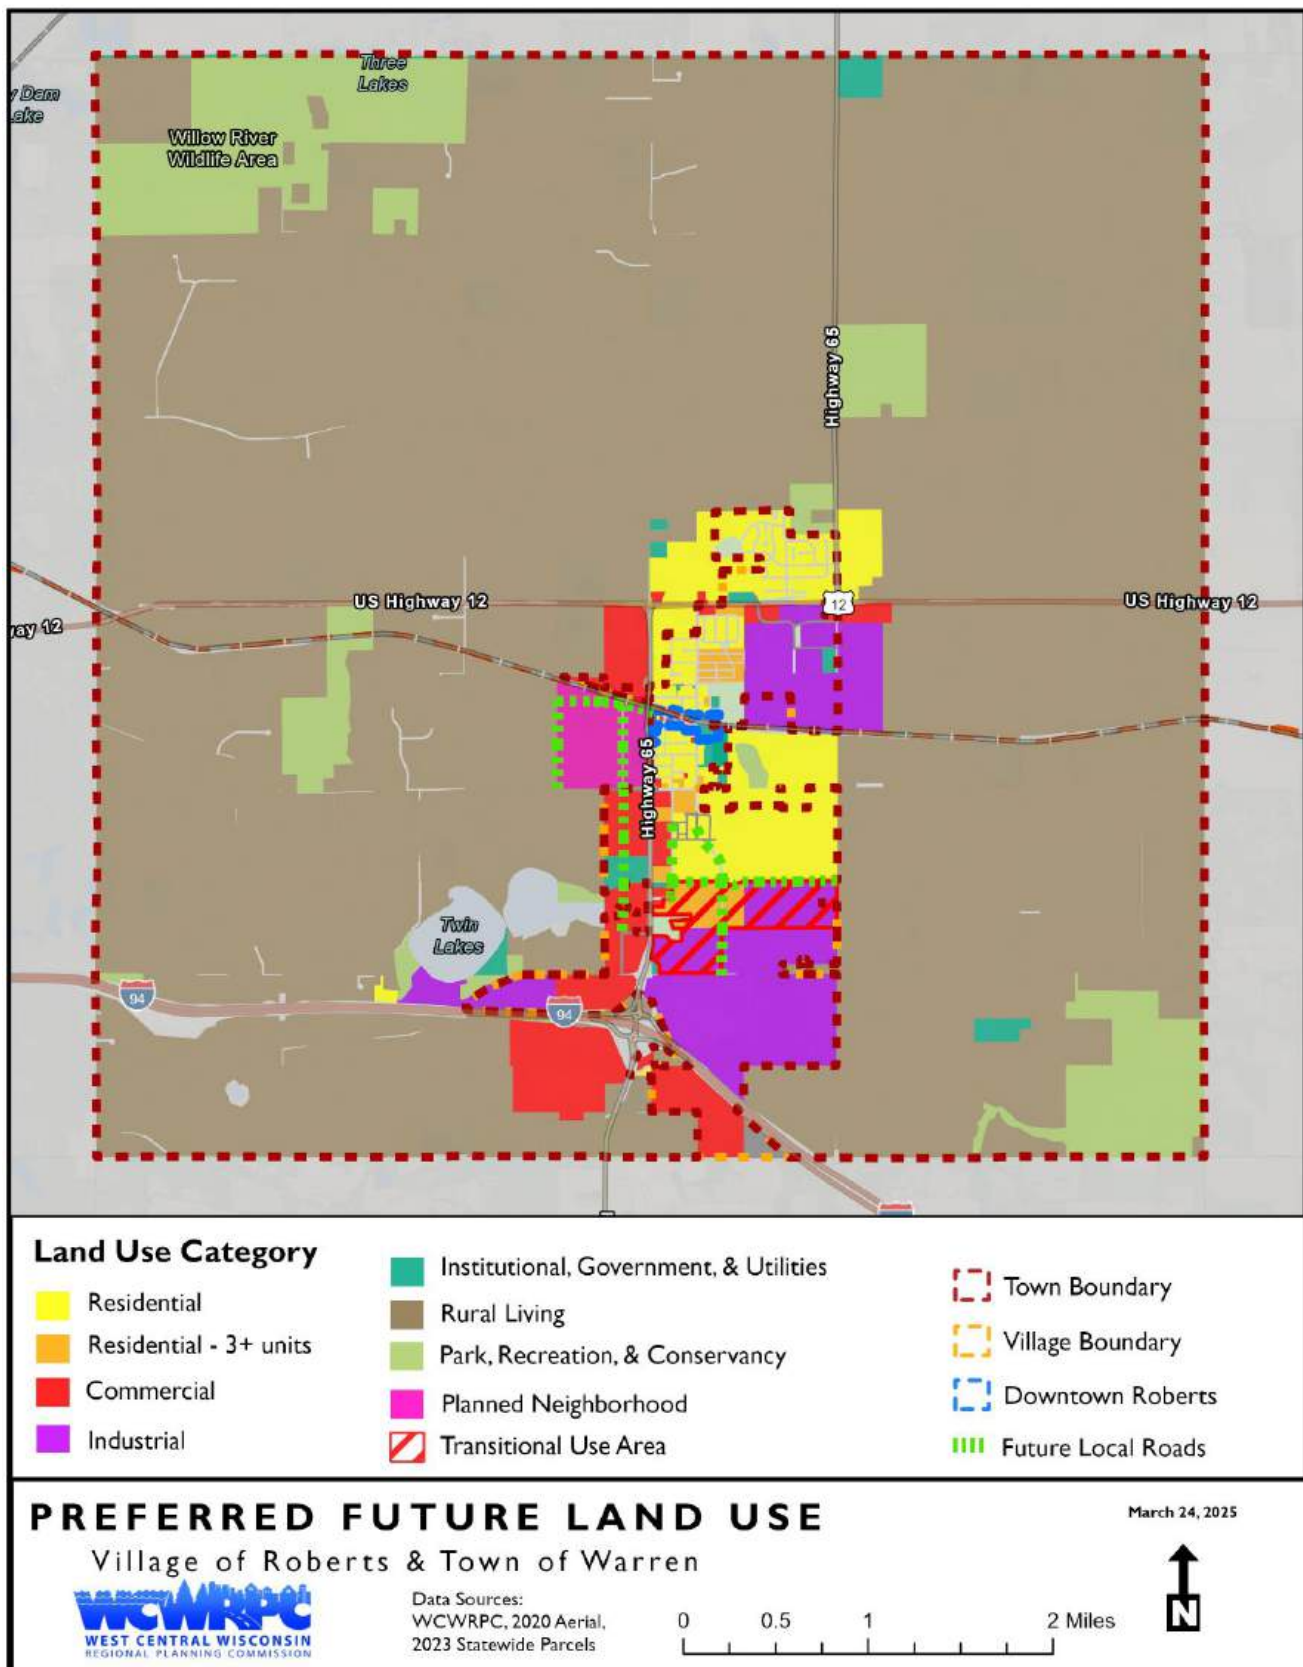 Three
Lakes
y Dam
ake
Willow River
Wildlife Area
Highway 65
US Highway 12
12
US Highway 12
way 12
Highway 65
Twin
Lakes
94
94
Land Use Category
Residential
Residential - 3+ units
Commercial
Industrial
Institutional, Government, & Utilities
Rural Living
Park, Recreation, & Conservancy
Planned Neighborhood
Transitional Use Area
Town Boundary
Village Boundary
Downtown Roberts
Future Local Roads
PREFERRED FUTURE LAND USE
Village of Roberts & Town of Warren
March 24, 2025
WCWRPC
WEST CENTRAL WISCONSIN
REGIONAL PLANNING COMMISSION
Data Sources:
WCWRPC, 2020 Aerial,
2023 Statewide Parcels
0 0.5 1 2 Miles
N